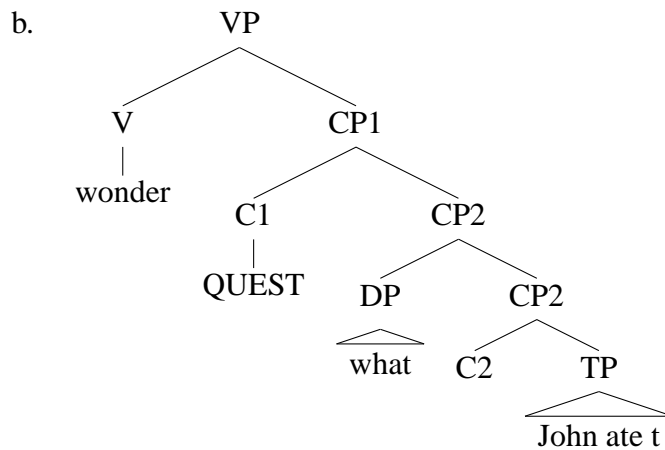 b. VP
V CP1
wonder
C1 CP2
QUEST DP CP2
what C2 TP
John ate t